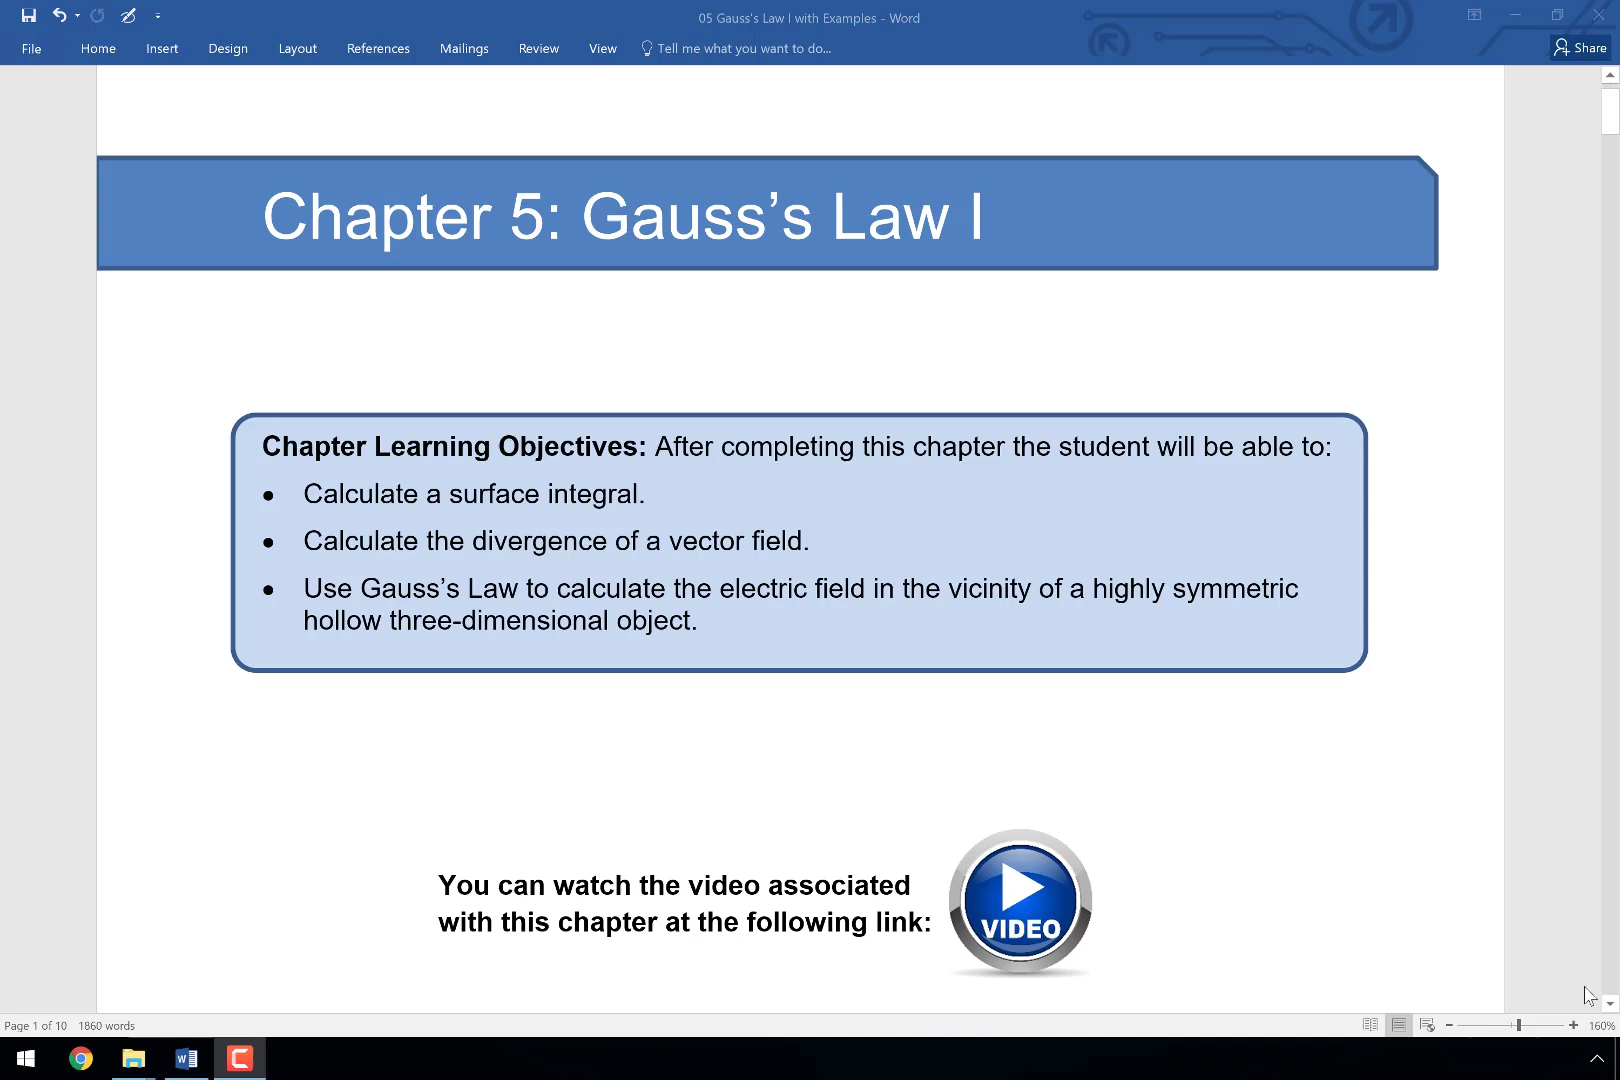 05 Gauss's Law I with Examples - Word
File Home Insert Design Layout References Mailings Review View Tell me what you want to do... Share
Chapter 5: Gauss’s Law I
Chapter Learning Objectives: After completing this chapter the student will be able to:
• Calculate a surface integral.
• Calculate the divergence of a vector field.
• Use Gauss’s Law to calculate the electric field in the vicinity of a highly symmetric
hollow three-dimensional object.
You can watch the video associated
with this chapter at the following link:
VIDEO
Page 1 of 10 1860 words
160%